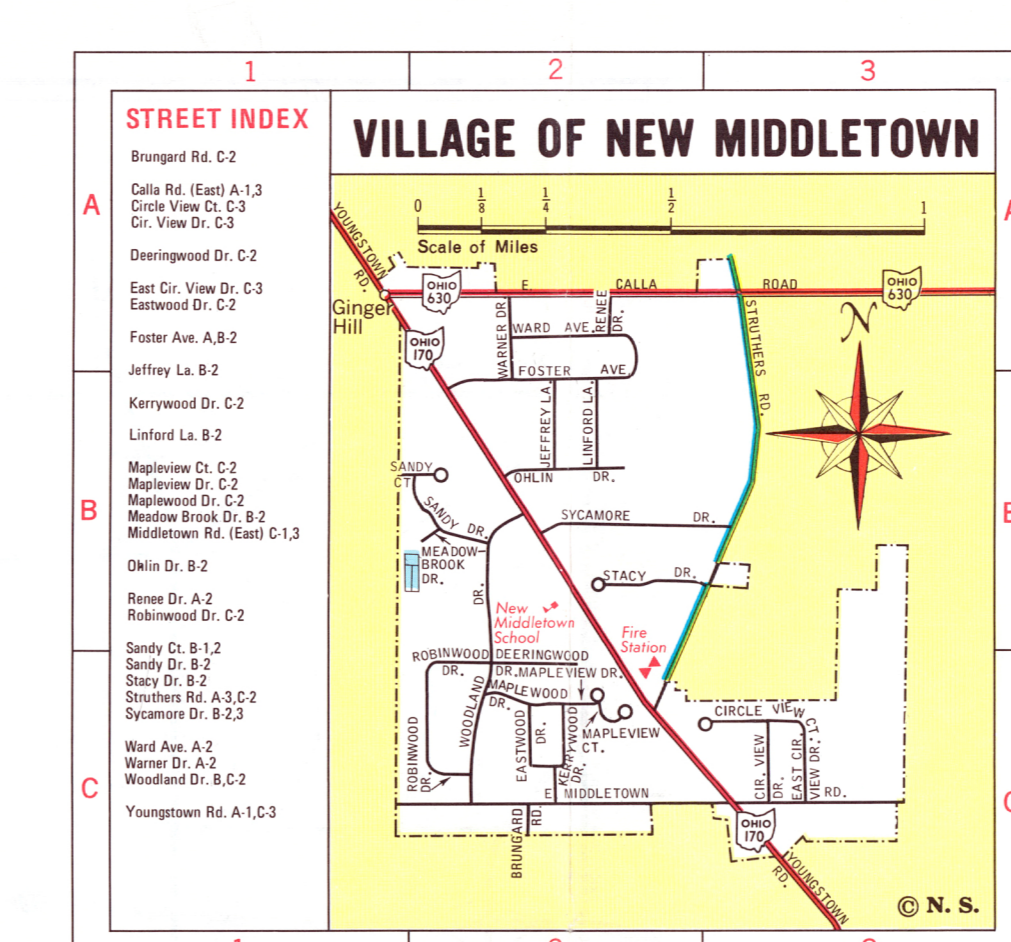 1 2 3
STREET INDEX
Brungard Rd. C-2
Calla Rd. (East) A-1,3
Circle View Ct. C-3
Cir. View Dr. C-3
Deeringwood Dr. C-2
East Cir. View Dr. C-3
Eastwood Dr. C-2
Foster Ave. A,B-2
Jeffrey La. B-2
Kerrywood Dr. C-2
Linford La. B-2
Mapleview Ct. C-2
Mapleview Dr. C-2
Maplewood Dr. C-2
Meadow Brook Dr. B-2
Middletown Rd. (East) C-1,3
Ohlin Dr. B-2
Renee Dr. A-2
Robinwood Dr. C-2
Sandy Ct. B-1,2
Sandy Dr. B-2
Stacy Dr. B-2
Struthers Rd. A-3,C-2
Sycamore Dr. B-2,3
Ward Ave. A-2
Warner Dr. A-2
Woodland Dr. B,C-2
Youngstown Rd. A-1,C-3
A
B
C
VILLAGE OF NEW MIDDLETOWN
0 1/8 1/4 1/2 1
Scale of Miles
YOUNGSTOWN RD.
OHIO 630
E. CALLA ROAD
OHIO 630
Ginger
Hill
OHIO 170
N
WARNER DR.
WARD AVE.
RENEE DR.
STRUTHERS RD.
FOSTER AVE.
JEFFREY LA.
LINFORD LA.
SANDY
CT.
OHLIN DR.
SANDY DR.
SYCAMORE DR.
MEADOW-
BROOK
DR.
STACY DR.
DR.
New
Middletown
School
Fire
Station
ROBINWOOD DR.
DEERINGWOOD DR.
MAPLEVIEW DR.
MAPLEWOOD DR.
WOODLAND
ROBINWOOD DR.
EASTWOOD DR.
KERRYWOOD DR.
MAPLEVIEW
CT.
CIRCLE VIEW CT.
CIR. VIEW DR.
EAST CIR. VIEW DR.
E MIDDLETOWN RD.
BRUNGARD RD.
OHIO 170
YOUNGSTOWN RD.
© N. S.